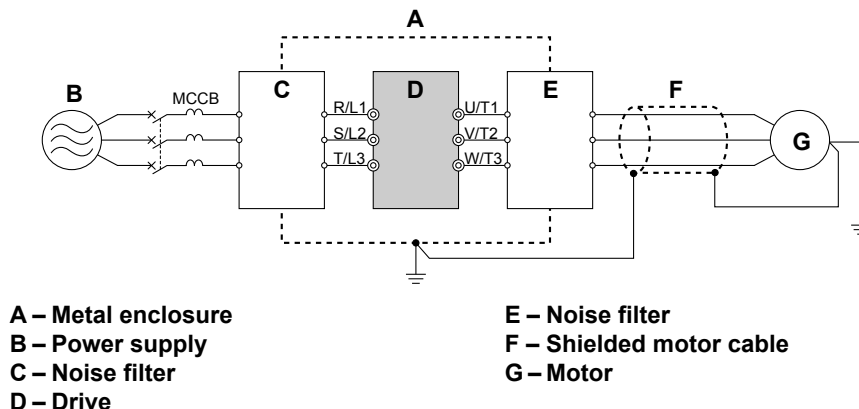 A
B
MCCB
C
D
E
F
R/L1
U/T1
S/L2
V/T2
G
T/L3
W/T3
A – Metal enclosure
B – Power supply
C – Noise filter
D – Drive
E – Noise filter
F – Shielded motor cable
G – Motor